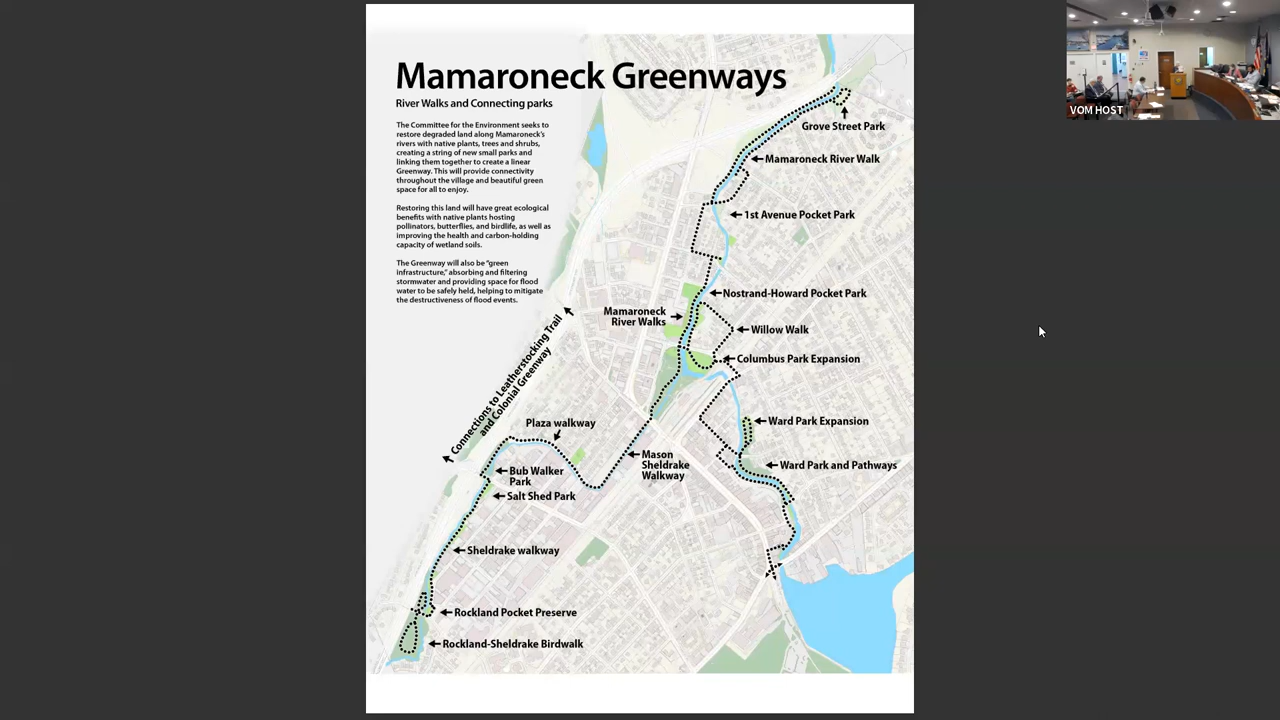 Mamaroneck Greenways
River Walks and Connecting parks
The Committee for the Environment seeks to
restore degraded land along Mamaroneck's
rivers with native plants, trees and shrubs,
creating a string of new small parks and
linking them together to create a linear
Greenway. This will provide connectivity
throughout the village and beautiful green
space for all to enjoy.
Restoring this land will have great ecological
benefits with native plants hosting
pollinators, butterflies, and birdlife, as well as
improving the health and carbon-holding
capacity of wetland soils.
The Greenway will also be "green
infrastructure," absorbing and filtering
stormwater and providing space for flood
water to be safely held, helping to mitigate
the destructiveness of flood events.
VOM HOST
Grove Street Park
Mamaroneck River Walk
1st Avenue Pocket Park
Nostrand-Howard Pocket Park
Mamaroneck
River Walks
Willow Walk
Columbus Park Expansion
Connections to Leatherstocking Trail
and Colonial Greenway
Plaza walkway
Ward Park Expansion
Mason
Sheldrake
Walkway
Ward Park and Pathways
Bub Walker
Park
Salt Shed Park
Sheldrake walkway
Rockland Pocket Preserve
Rockland-Sheldrake Birdwalk